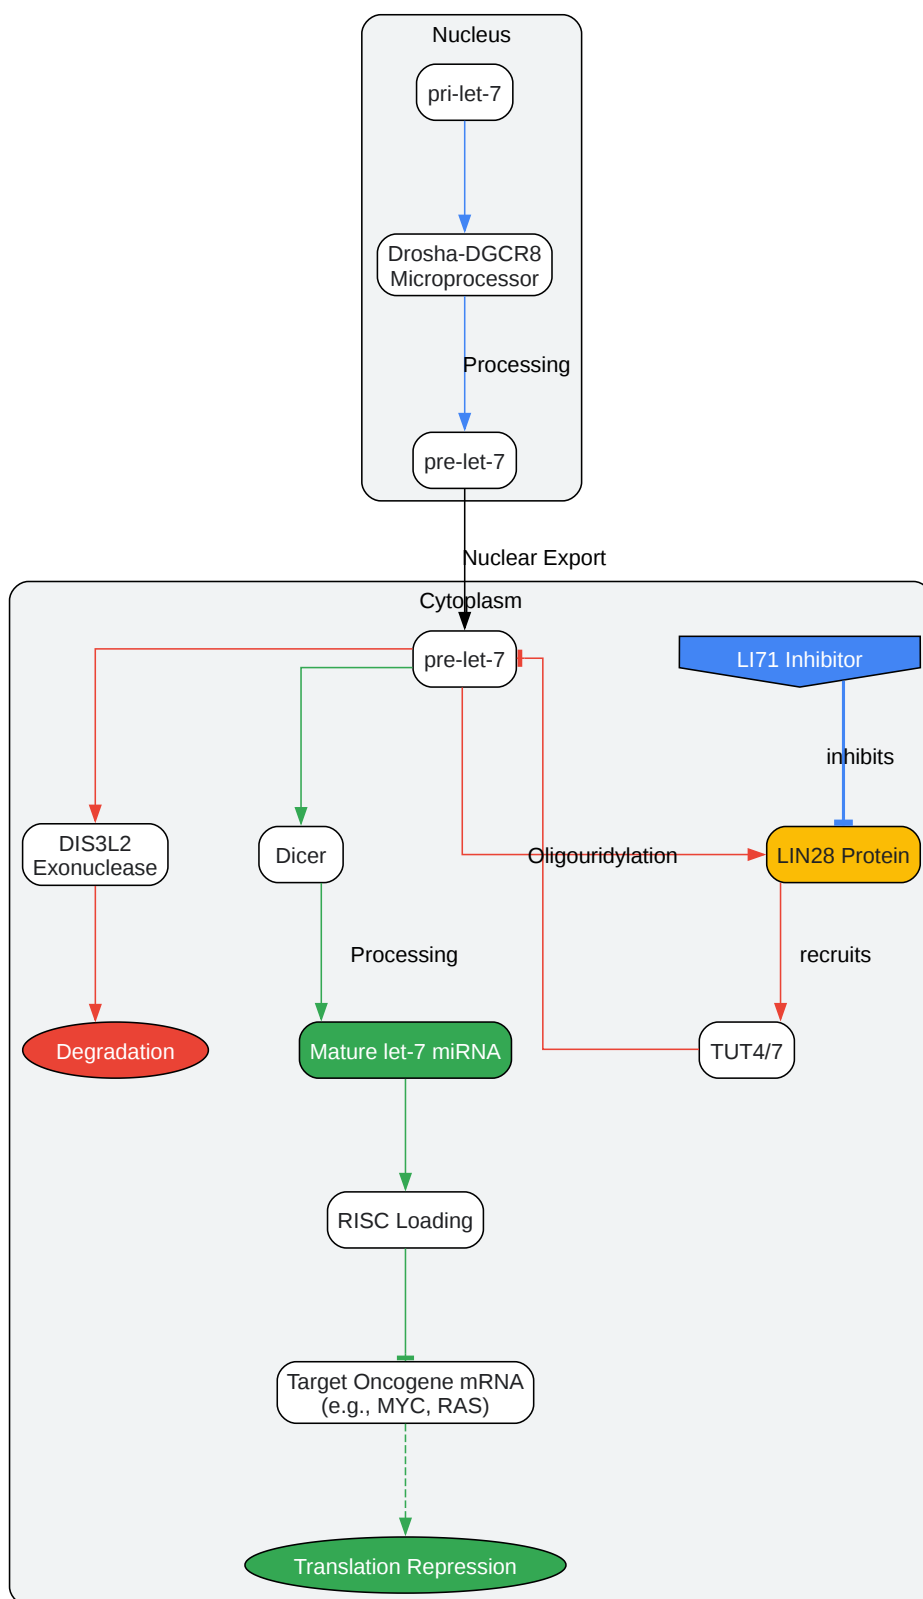 Nucleus
pri-let-7
Drosha-DGCR8
Microprocessor
Processing
pre-let-7
Nuclear Export
Cytoplasm
pre-let-7
LI71 Inhibitor
inhibits
DIS3L2
Exonuclease
Dicer
Oligouridylation
LIN28 Protein
Processing
recruits
Degradation
Mature let-7 miRNA
TUT4/7
RISC Loading
Target Oncogene mRNA
(e.g., MYC, RAS)
Translation Repression